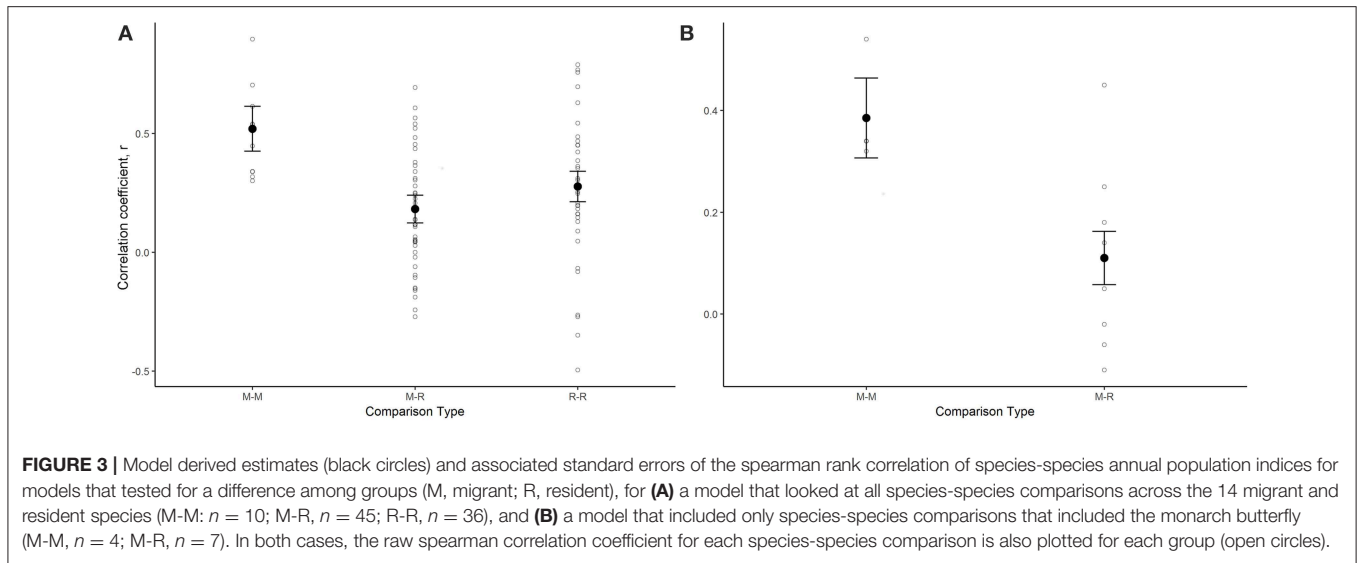 A
B
Correlation coefficient, r
0.5
0.0
-0.5
M-M
M-R
R-R
Comparison Type
0.4
0.2
0.0
M-M
M-R
Comparison Type
FIGURE 3 | Model derived estimates (black circles) and associated standard errors of the spearman rank correlation of species-species annual population indices for
models that tested for a difference among groups (M, migrant; R, resident), for (A) a model that looked at all species-species comparisons across the 14 migrant and
resident species (M-M: n = 10; M-R, n = 45; R-R, n = 36), and (B) a model that included only species-species comparisons that included the monarch butterfly
(M-M, n = 4; M-R, n = 7). In both cases, the raw spearman correlation coefficient for each species-species comparison is also plotted for each group (open circles).